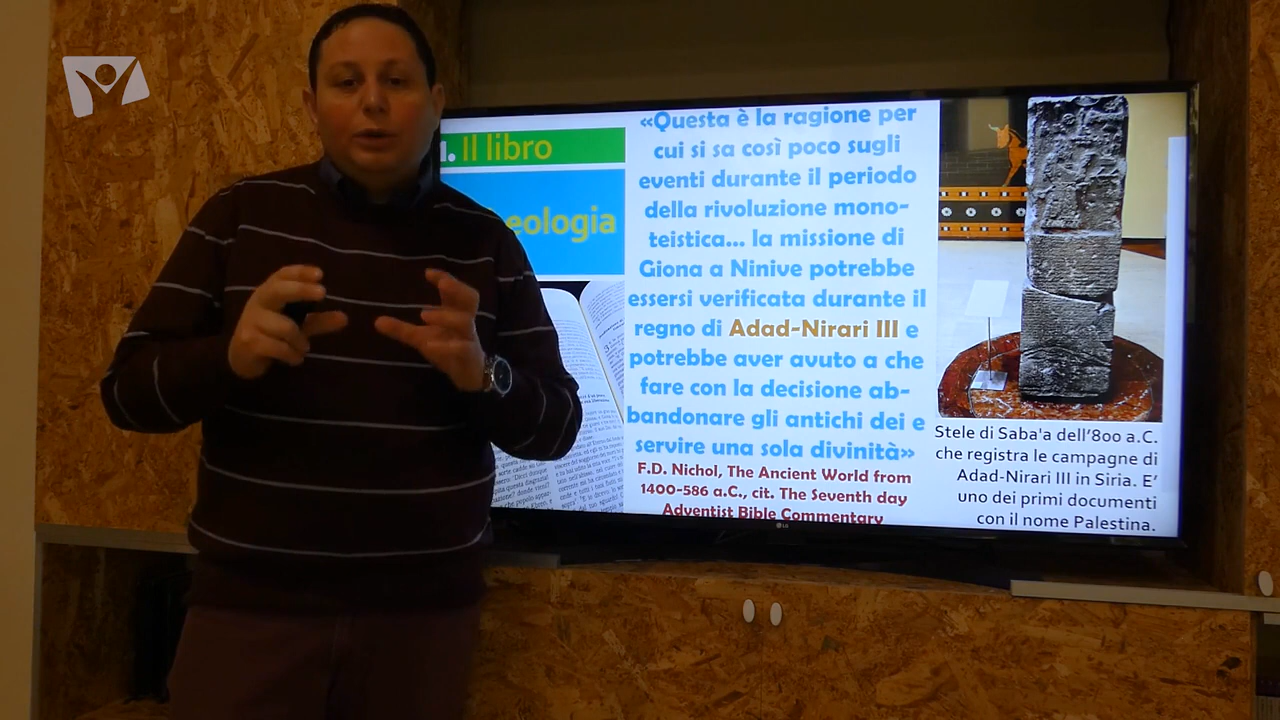 1. Il libro
eologia
«Questa è la ragione per
cui si sa così poco sugli
eventi durante il periodo
della rivoluzione mono-
teistica... la missione di
Giona a Ninive potrebbe
essersi verificata durante il
regno di Adad-Nirari III e
potrebbe aver avuto a che
fare con la decisione ab-
bandonare gli antichi dei e
servire una sola divinità»
F.D. Nichol, The Ancient World from
1400-586 a.C., cit. The Seventh day
Adventist Bible Commentary
Stele di Saba'a dell'800 a.C.
che registra le campagne di
Adad-Nirari III in Siria. E'
uno dei primi documenti
con il nome Palestina.
LG